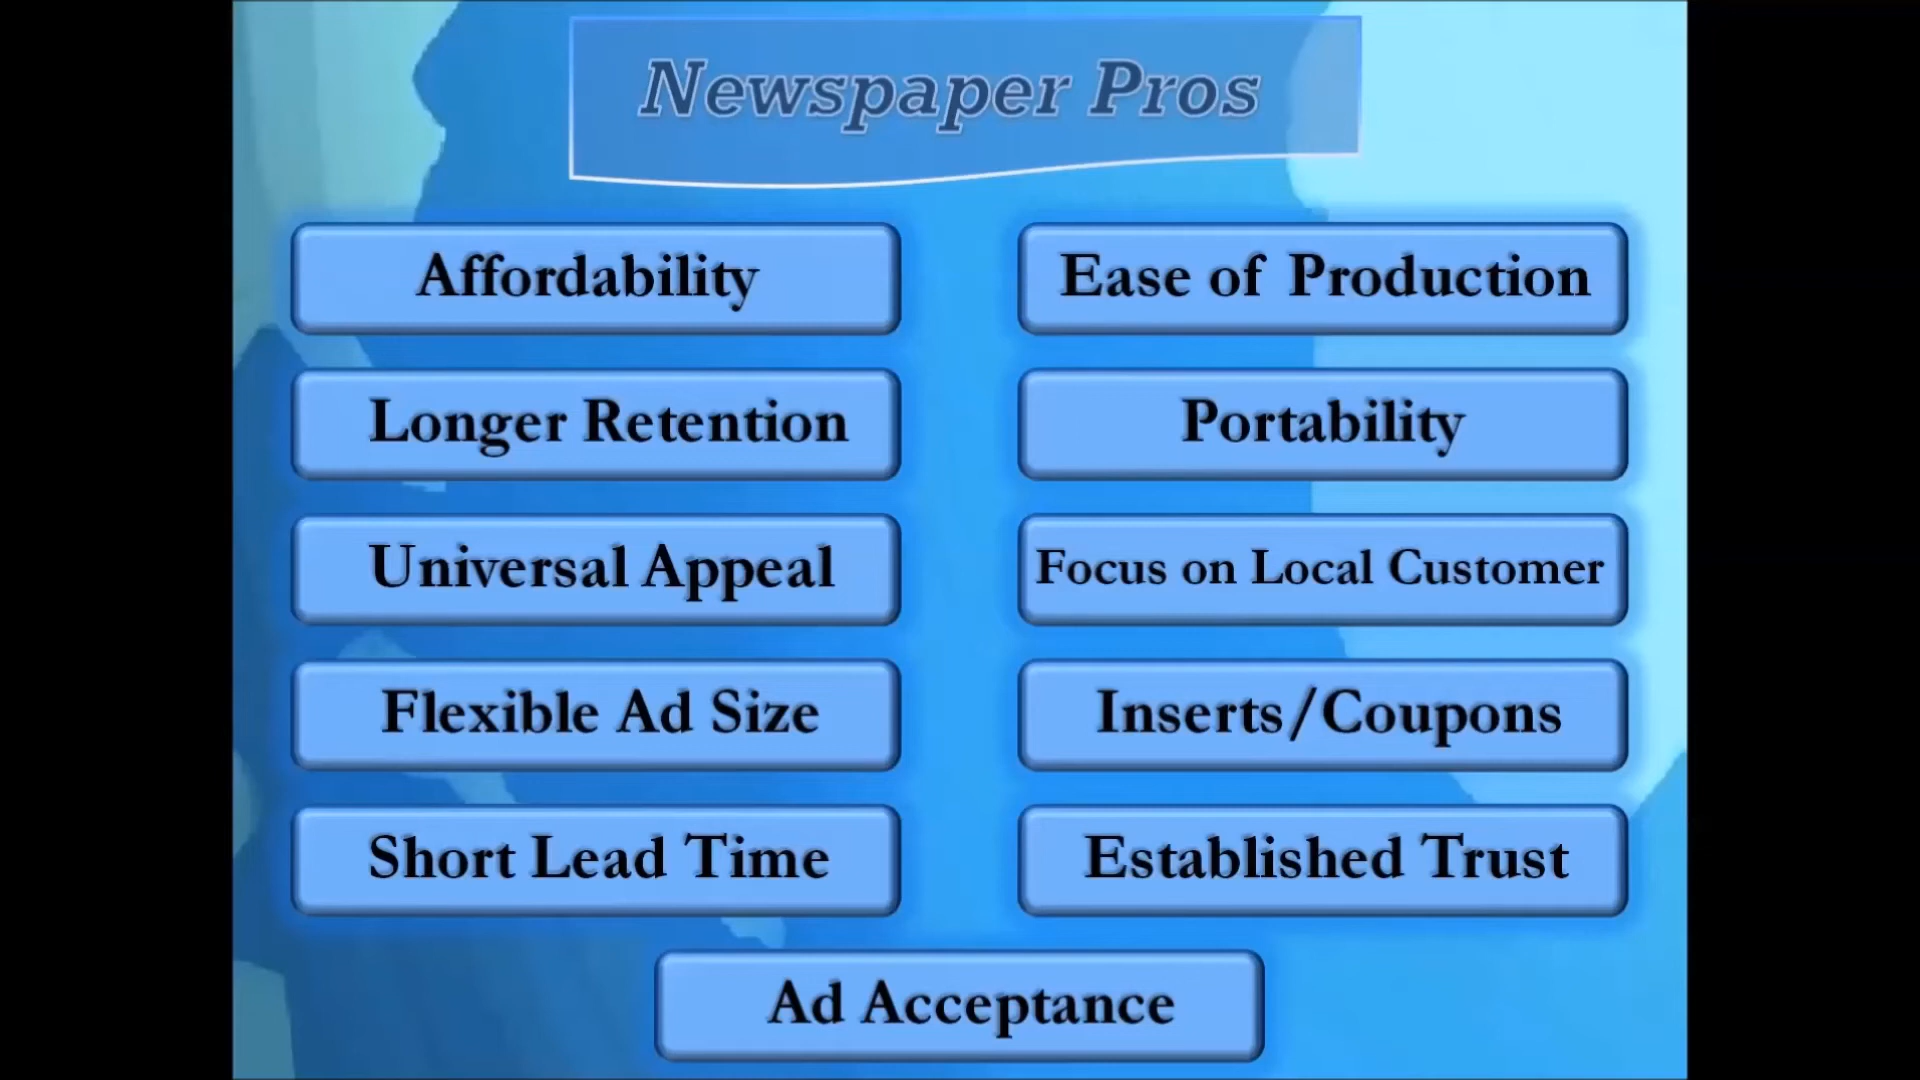 Newspaper Pros
Affordability
Ease of Production
Longer Retention
Portability
Universal Appeal
Focus on Local Customer
Flexible Ad Size
Inserts/Coupons
Short Lead Time
Established Trust
Ad Acceptance